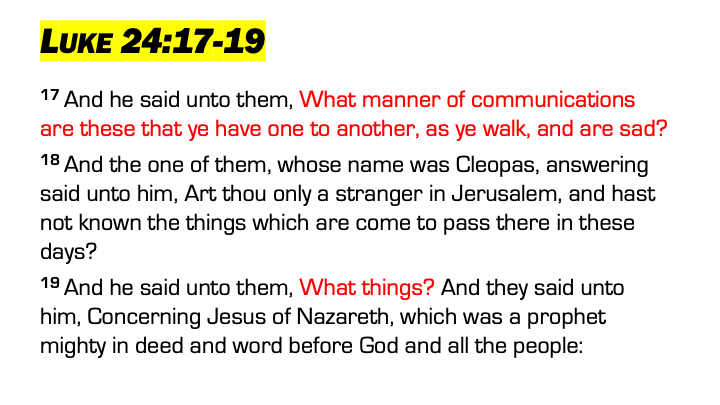 LUKE 24:17-19
17 And he said unto them, What manner of communications
are these that ye have one to another, as ye walk, and are sad?
18 And the one of them, whose name was Cleopas, answering
said unto him, Art thou only a stranger in Jerusalem, and hast
not known the things which are come to pass there in these
days?
19 And he said unto them, What things? And they said unto
him, Concerning Jesus of Nazareth, which was a prophet
mighty in deed and word before God and all the people: